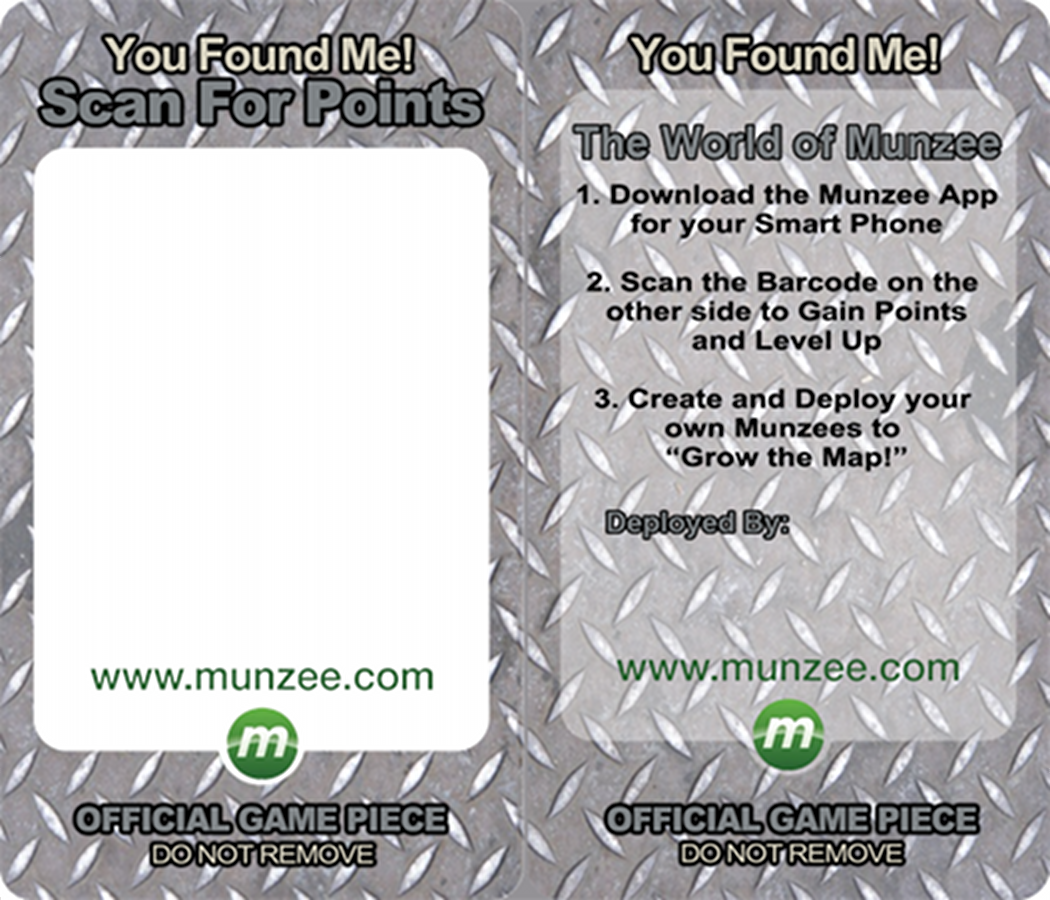 You Found Me!
Scan For Points
www.munzee.com
m
OFFICIAL GAME PIECE
DO NOT REMOVE
You Found Me!
The World of Munzee
1. Download the Munzee App
for your Smart Phone
2. Scan the Barcode on the
other side to Gain Points
and Level Up
3. Create and Deploy your
own Munzees to
“Grow the Map!”
Deployed By:
www.munzee.com
m
OFFICIAL GAME PIECE
DO NOT REMOVE